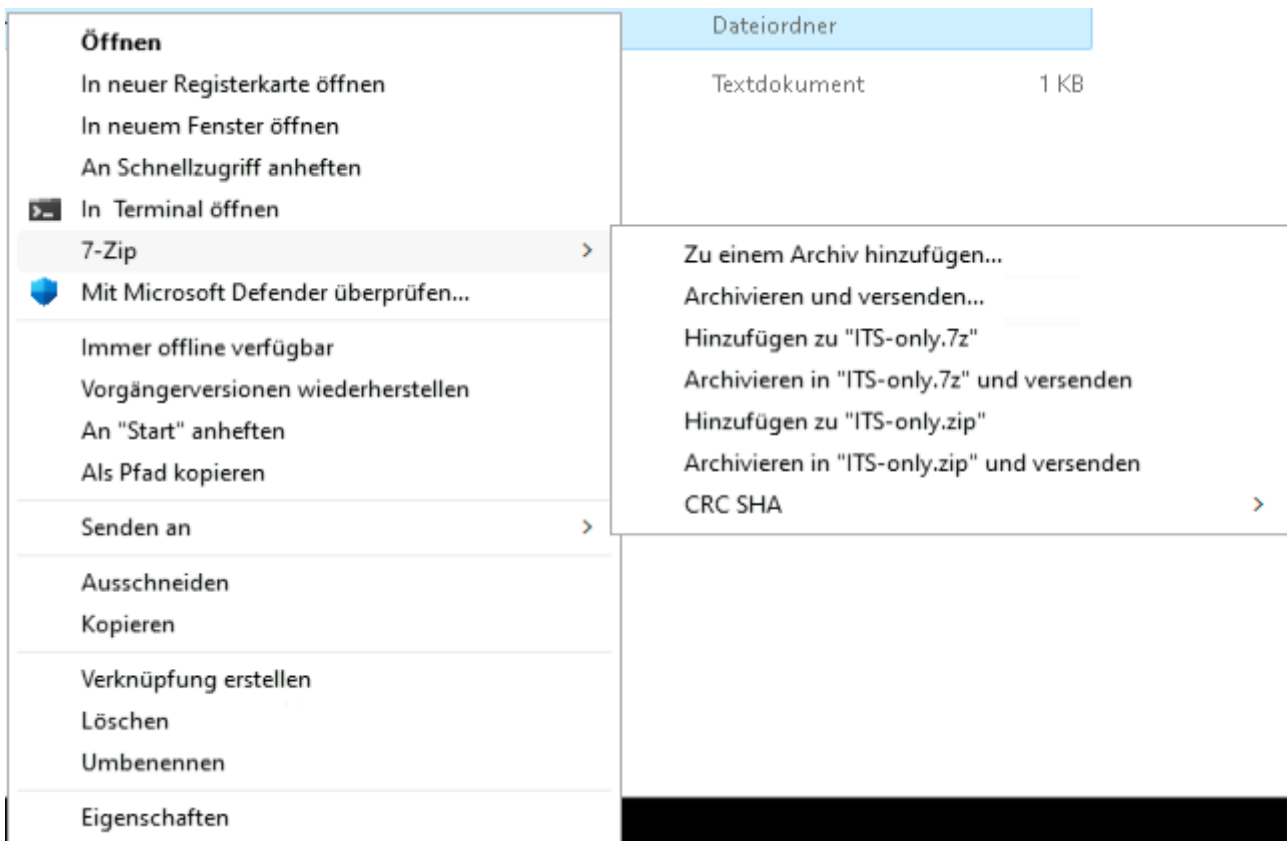 Öffnen
In neuer Registerkarte öffnen
In neuem Fenster öffnen
An Schnellzugriff anheften
In  Terminal öffnen
7-Zip
Mit Microsoft Defender überprüfen...
Immer offline verfügbar
Vorgängerversionen wiederherstellen
An "Start" anheften
Als Pfad kopieren
Senden an
Ausschneiden
Kopieren
Verknüpfung erstellen
Löschen
Umbenennen
Eigenschaften
Dateiordner
Textdokument 1 KB
Zu einem Archiv hinzufügen...
Archivieren und versenden...
Hinzufügen zu "ITS-only.7z"
Archivieren in "ITS-only.7z" und versenden
Hinzufügen zu "ITS-only.zip"
Archivieren in "ITS-only.zip" und versenden
CRC SHA